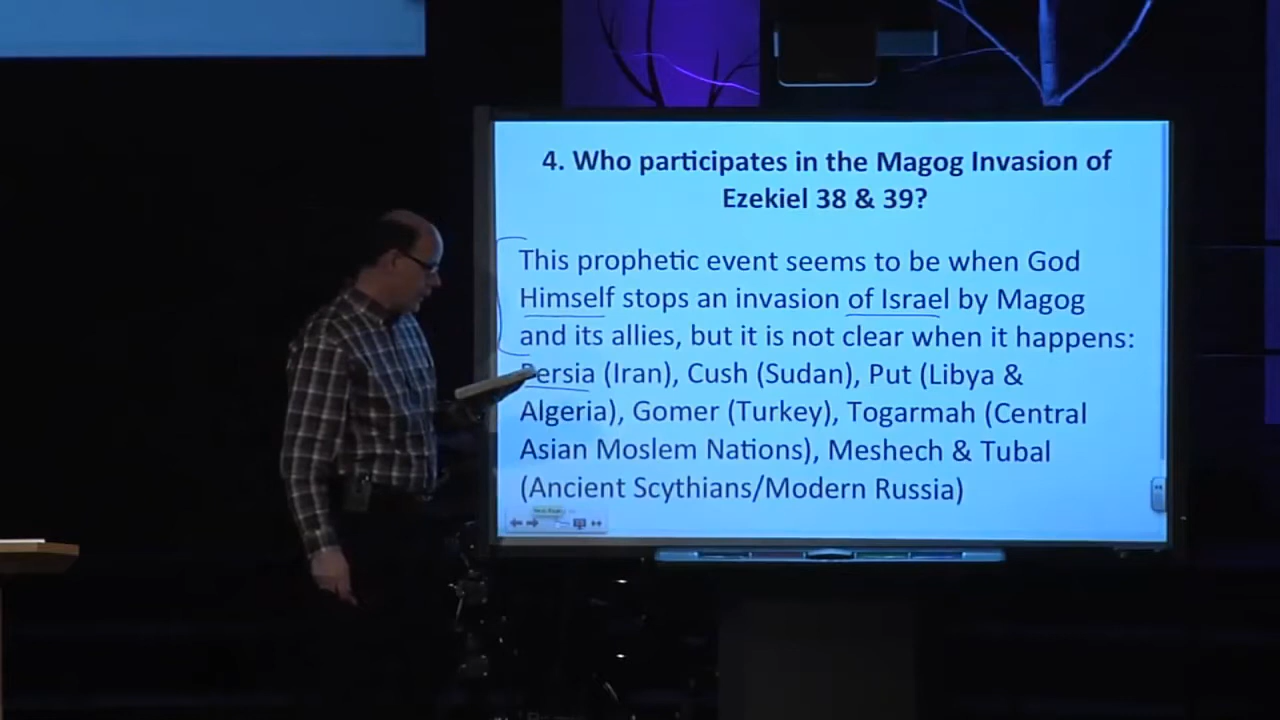 4. Who participates in the Magog Invasion of
Ezekiel 38 & 39?
This prophetic event seems to be when God
Himself stops an invasion of Israel by Magog
and its allies, but it is not clear when it happens:
Persia (Iran), Cush (Sudan), Put (Libya &
Algeria), Gomer (Turkey), Togarmah (Central
Asian Moslem Nations), Meshech & Tubal
(Ancient Scythians/Modern Russia)